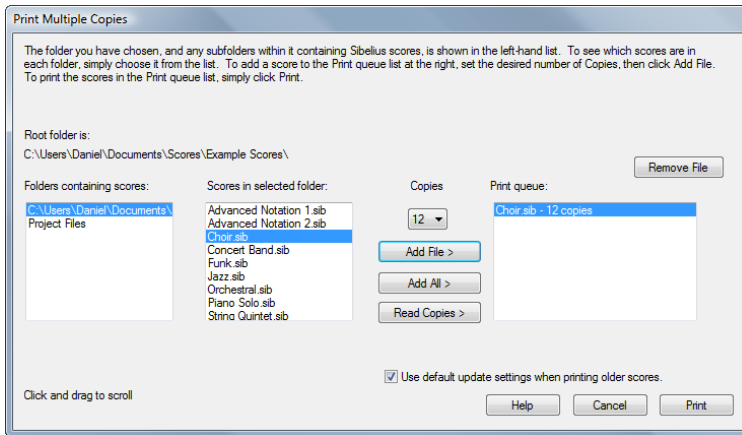 Print Multiple Copies
The folder you have chosen, and any subfolders within it containing Sibelius scores, is shown in the left-hand list. To see which scores are in
each folder, simply choose it from the list. To add a score to the Print queue list at the right, set the desired number of Copies, then click Add File.
To print the scores in the Print queue list, simply click Print.
Root folder is:
C:\Users\Daniel\Documents\Scores\Example Scores\
Remove File
Folders containing scores:
Scores in selected folder:
Copies
Print queue:
C:\Users\Daniel\Documents\
Project Files
Advanced Notation 1.sib
Advanced Notation 2.sib
Choir.sib
Concert Band.sib
Funk.sib
Jazz.sib
Orchestral.sib
Piano Solo.sib
String Quintet.sib
12
Add File >
Add All >
Read Copies >
Choir.sib - 12 copies
Use default update settings when printing older scores.
Click and drag to scroll
Help
Cancel
Print